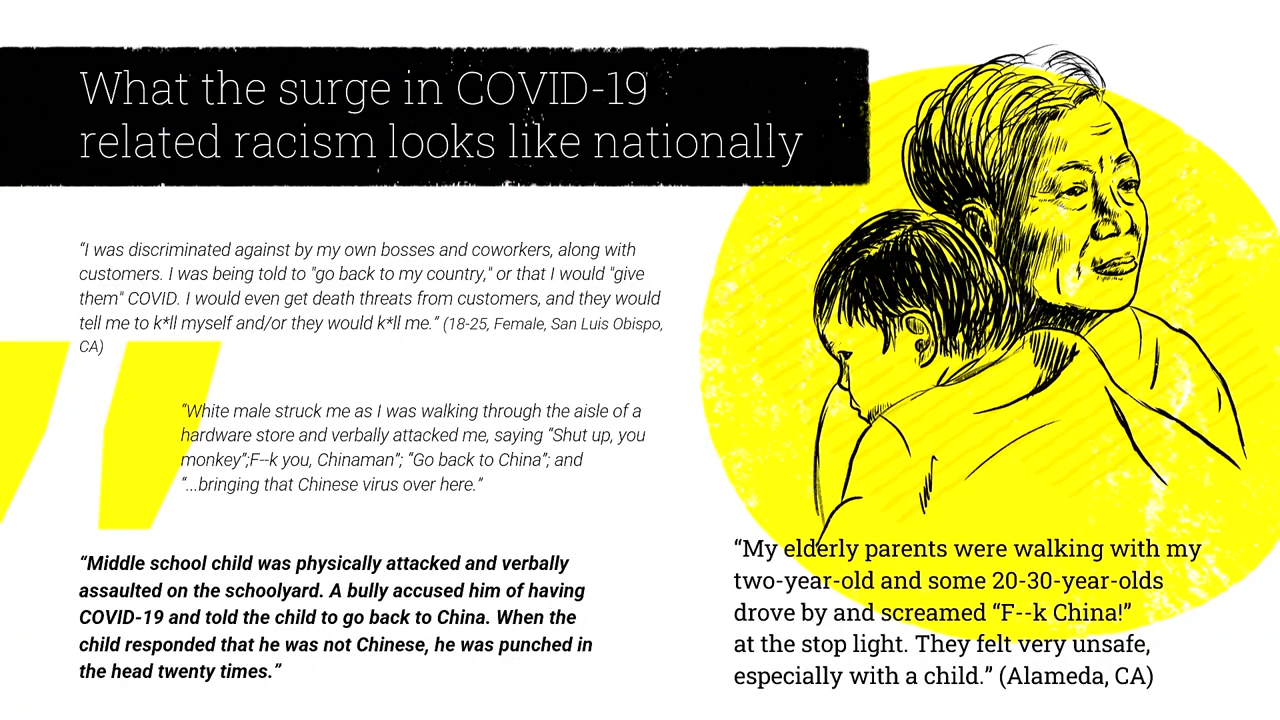 What the surge in COVID-19
related racism looks like nationally
“I was discriminated against by my own bosses and coworkers, along with
customers. I was being told to "go back to my country," or that I would "give
them" COVID. I would even get death threats from customers, and they would
tell me to k*ll myself and/or they would k*ll me.” (18-25, Female, San Luis Obispo,
CA)
“White male struck me as I was walking through the aisle of a
hardware store and verbally attacked me, saying “Shut up, you
monkey”;F--k you, Chinaman”; “Go back to China”; and
“...bringing that Chinese virus over here.”
“Middle school child was physically attacked and verbally
assaulted on the schoolyard. A bully accused him of having
COVID-19 and told the child to go back to China. When the
child responded that he was not Chinese, he was punched in
the head twenty times.”
“My elderly parents were walking with my
two-year-old and some 20-30-year-olds
drove by and screamed “F--k China!”
at the stop light. They felt very unsafe,
especially with a child.” (Alameda, CA)